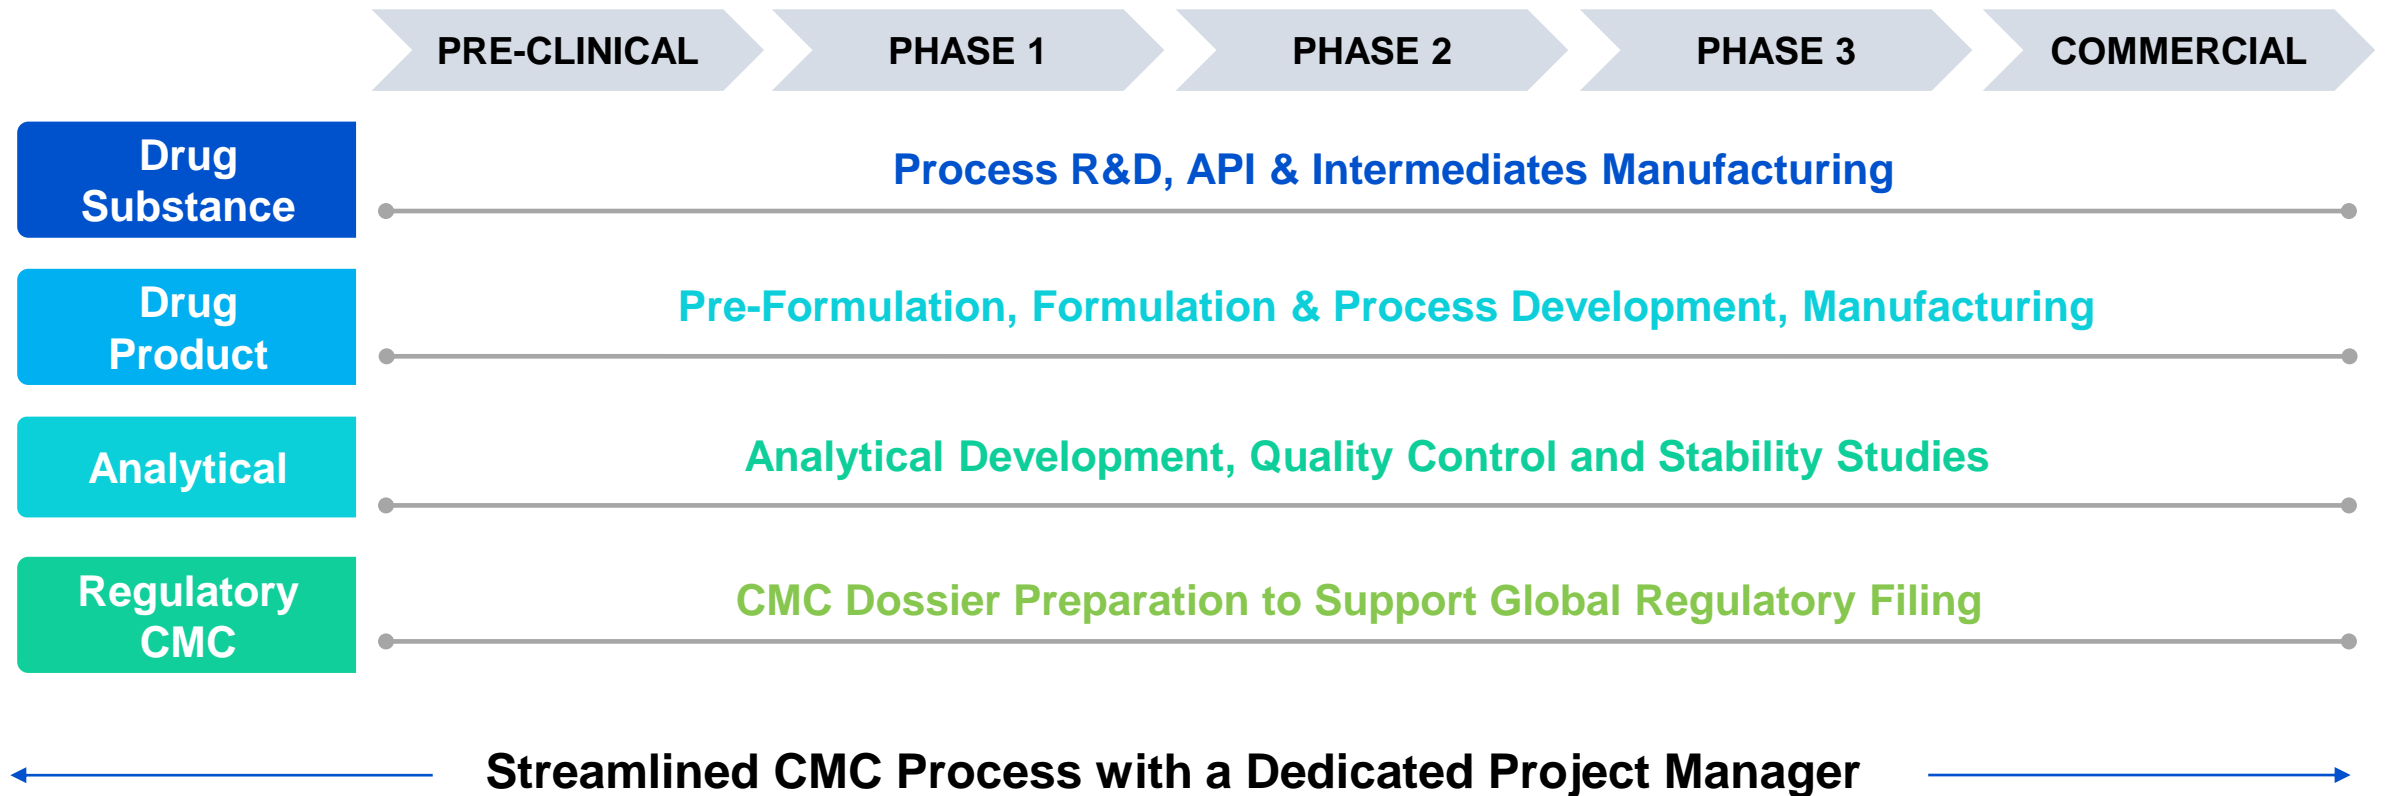 PRE-CLINICAL
PHASE 1
PHASE 2
PHASE 3
COMMERCIAL
Drug
Substance
Process R&D, API & Intermediates Manufacturing
Drug
Product
Pre-Formulation, Formulation & Process Development, Manufacturing
Analytical
Analytical Development, Quality Control and Stability Studies
Regulatory
CMC
CMC Dossier Preparation to Support Global Regulatory Filing
Streamlined CMC Process with a Dedicated Project Manager